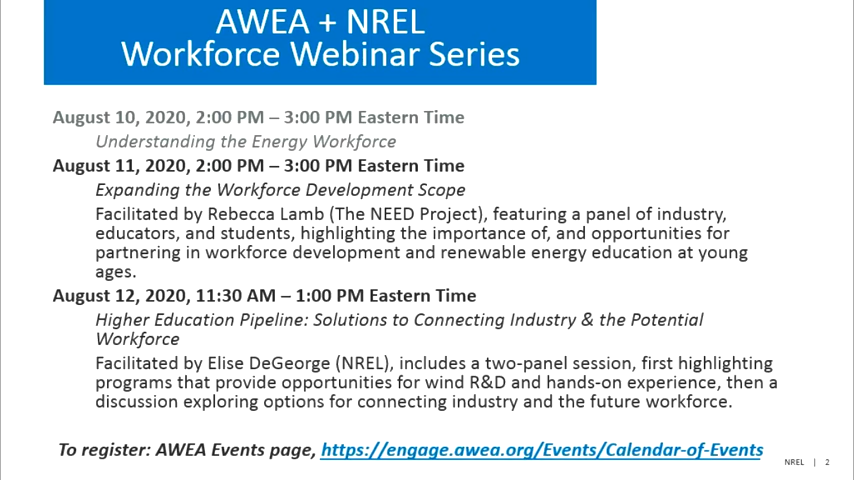 AWEA + NREL
Workforce Webinar Series
August 10, 2020, 2:00 PM – 3:00 PM Eastern Time
Understanding the Energy Workforce
August 11, 2020, 2:00 PM – 3:00 PM Eastern Time
Expanding the Workforce Development Scope
Facilitated by Rebecca Lamb (The NEED Project), featuring a panel of industry,
educators, and students, highlighting the importance of, and opportunities for
partnering in workforce development and renewable energy education at young
ages.
August 12, 2020, 11:30 AM – 1:00 PM Eastern Time
Higher Education Pipeline: Solutions to Connecting Industry & the Potential
Workforce
Facilitated by Elise DeGeorge (NREL), includes a two-panel session, first highlighting
programs that provide opportunities for wind R&D and hands-on experience, then a
discussion exploring options for connecting industry and the future workforce.
To register: AWEA Events page, https://engage.awea.org/Events/Calendar-of-Events
NREL | 2